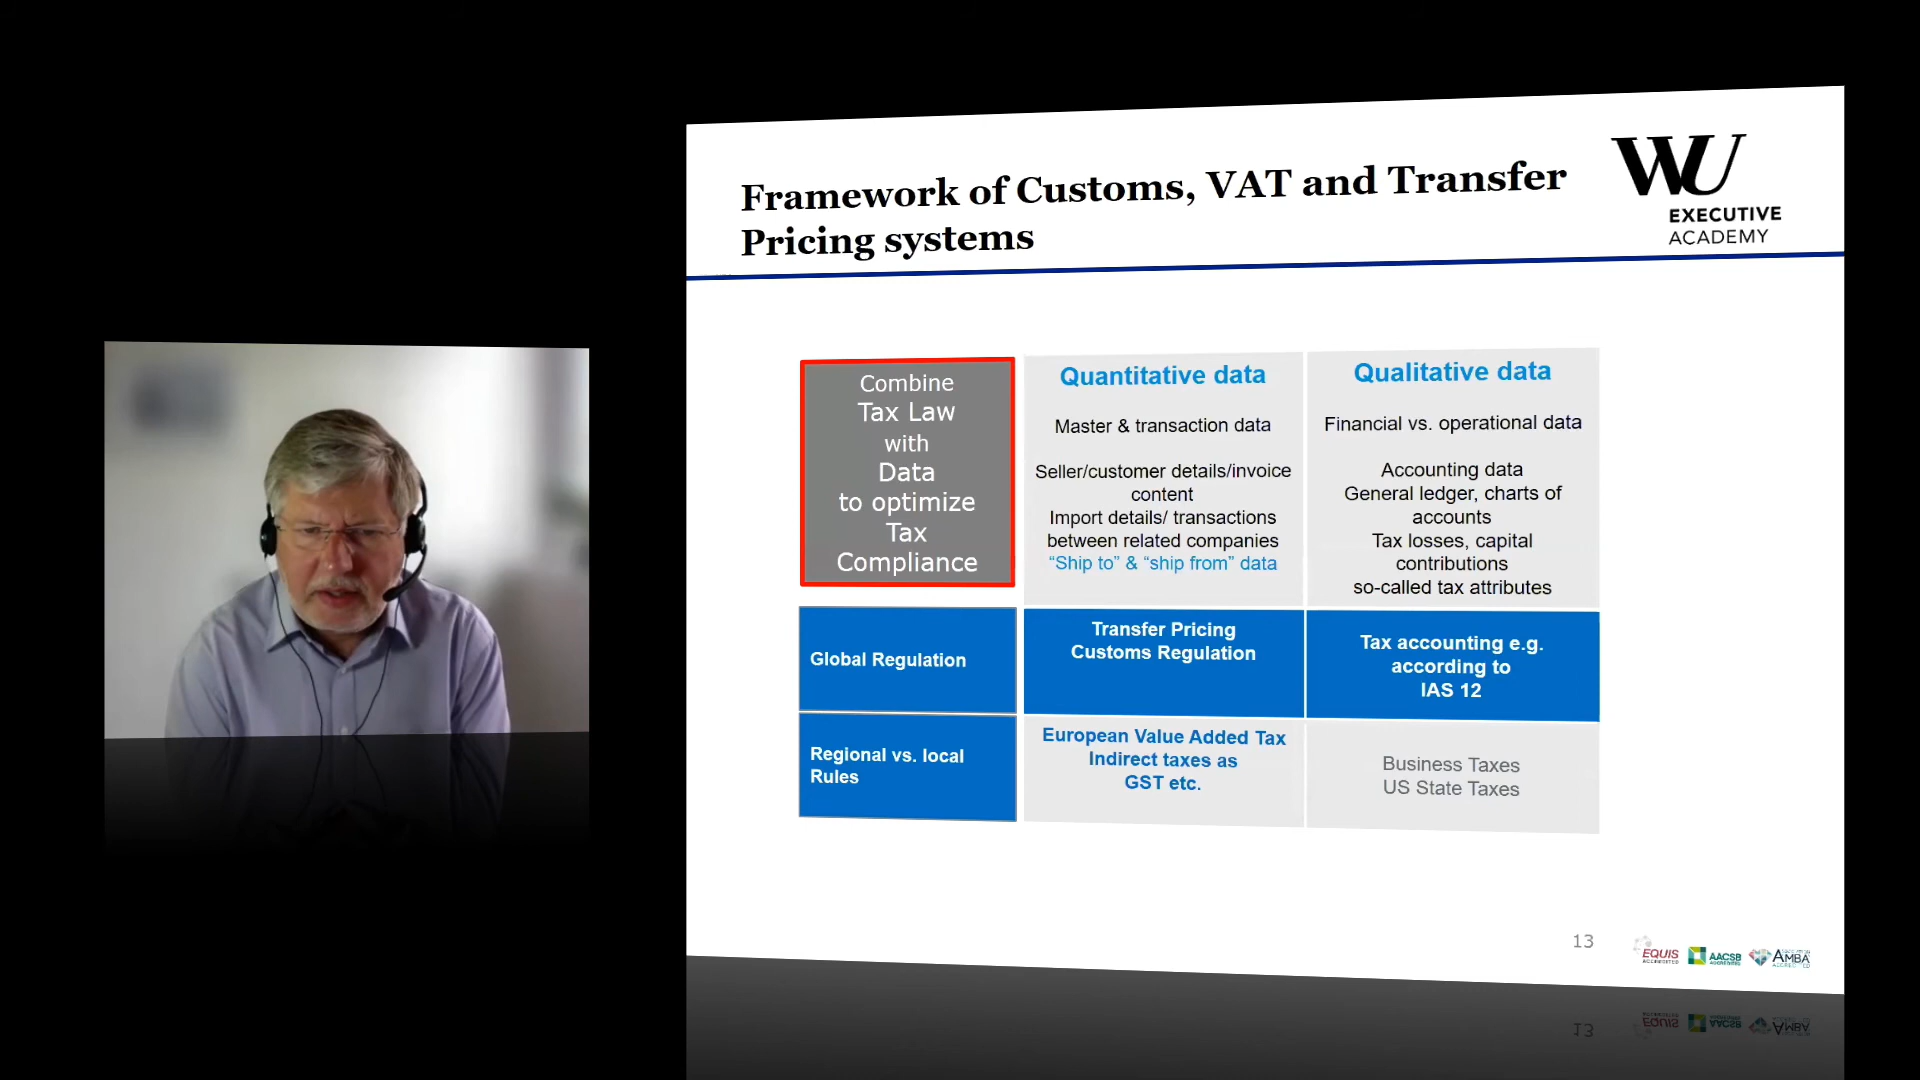 Framework of Customs, VAT and Transfer
Pricing systems
WU
EXECUTIVE
ACADEMY
Combine
Tax Law
with
Data
to optimize
Tax
Compliance
Quantitative data
Master & transaction data
Seller/customer details/invoice
content
Import details/ transactions
between related companies
“Ship to” & “ship from” data
Qualitative data
Financial vs. operational data
Accounting data
General ledger, charts of
accounts
Tax losses, capital
contributions
so-called tax attributes
Global Regulation
Transfer Pricing
Customs Regulation
Tax accounting e.g.
according to
IAS 12
Regional vs. local
Rules
European Value Added Tax
Indirect taxes as
GST etc.
Business Taxes
US State Taxes
13
EQUIS
ACCREDITED
AACSB
ACCREDITED
ASSOCIATION
AMBA
ACCREDITED